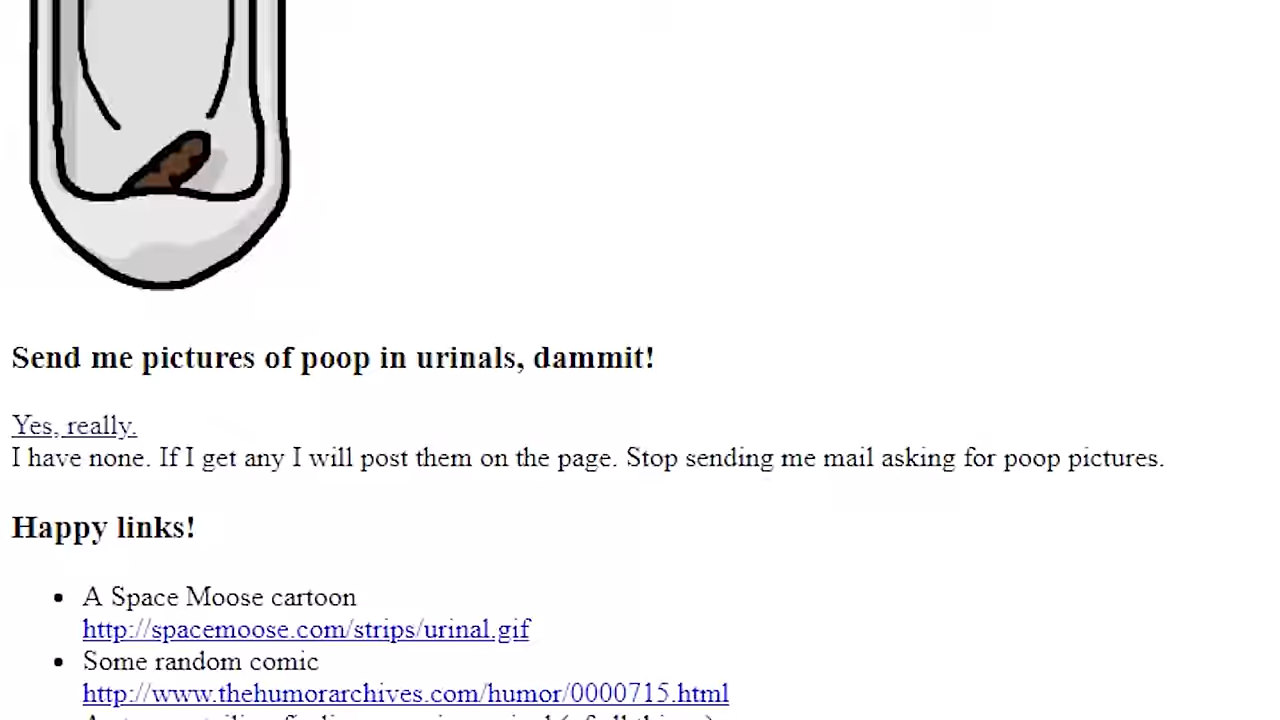 Send me pictures of poop in urinals, dammit!
Yes, really.
I have none. If I get any I will post them on the page. Stop sending me mail asking for poop pictures.
Happy links!
A Space Moose cartoon
http://spacemoose.com/strips/urinal.gif
Some random comic
http://www.thehumorarchives.com/humor/0000715.html